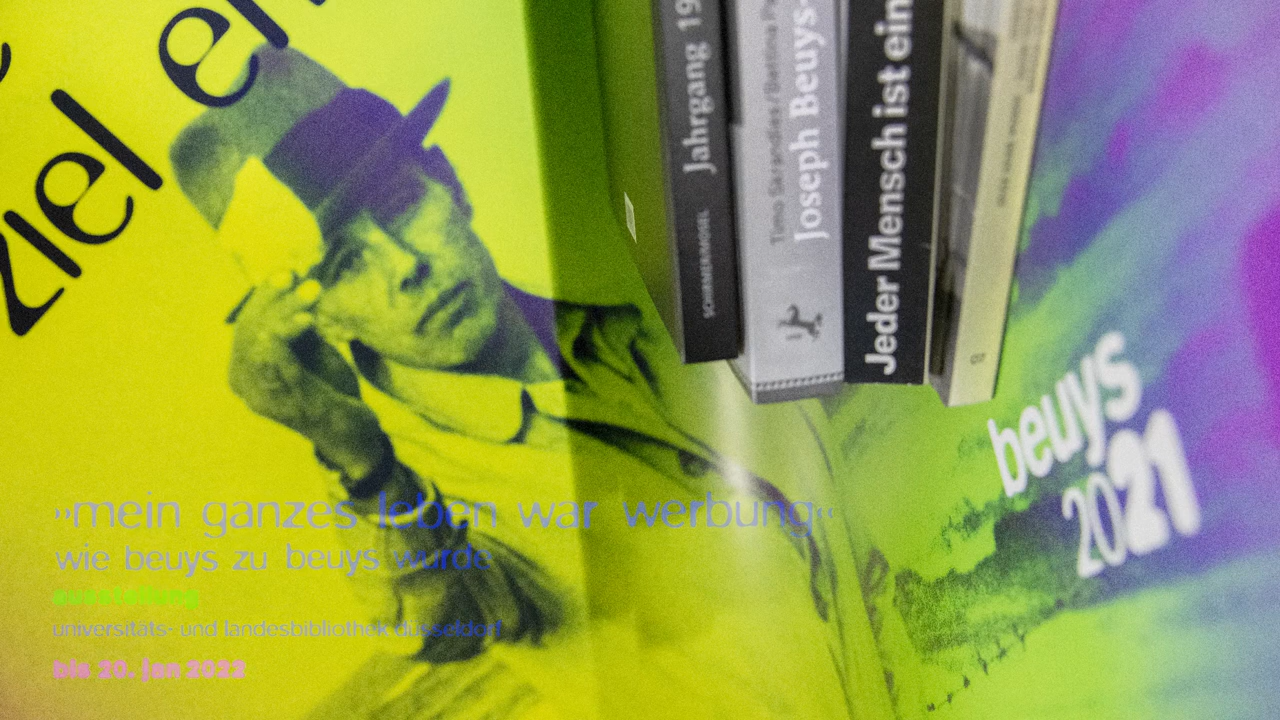 ziel
Jahrgang 19
SCHIRMER/MOSEL
Timo Skrandies/Bettina Pa
Joseph Beuys-
Jeder Mensch ist ein
beuys
2021
»mein ganzes leben war werbung«
wie beuys zu beuys wurde
ausstellung
universitäts- und landesbibliothek düsseldorf
bis 20. jan 2022